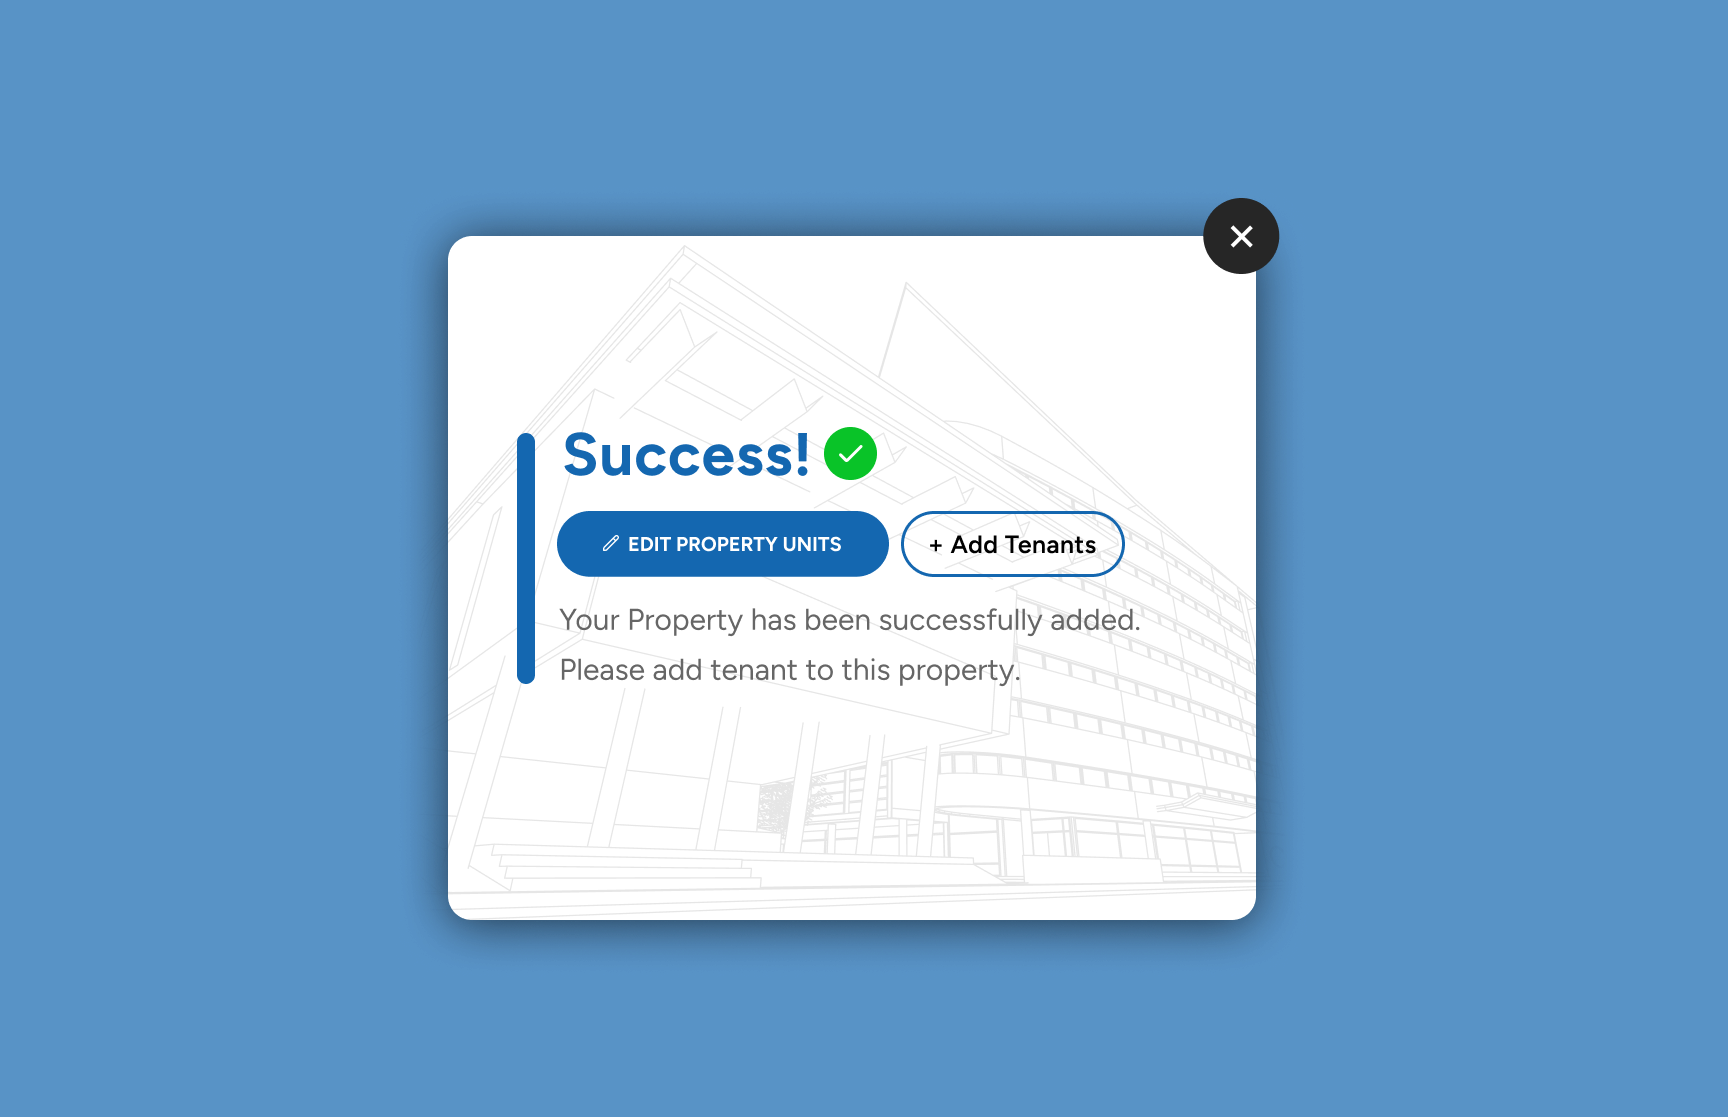 Success!
EDIT PROPERTY UNITS
+ Add Tenants
Your Property has been successfully added.
Please add tenant to this property.